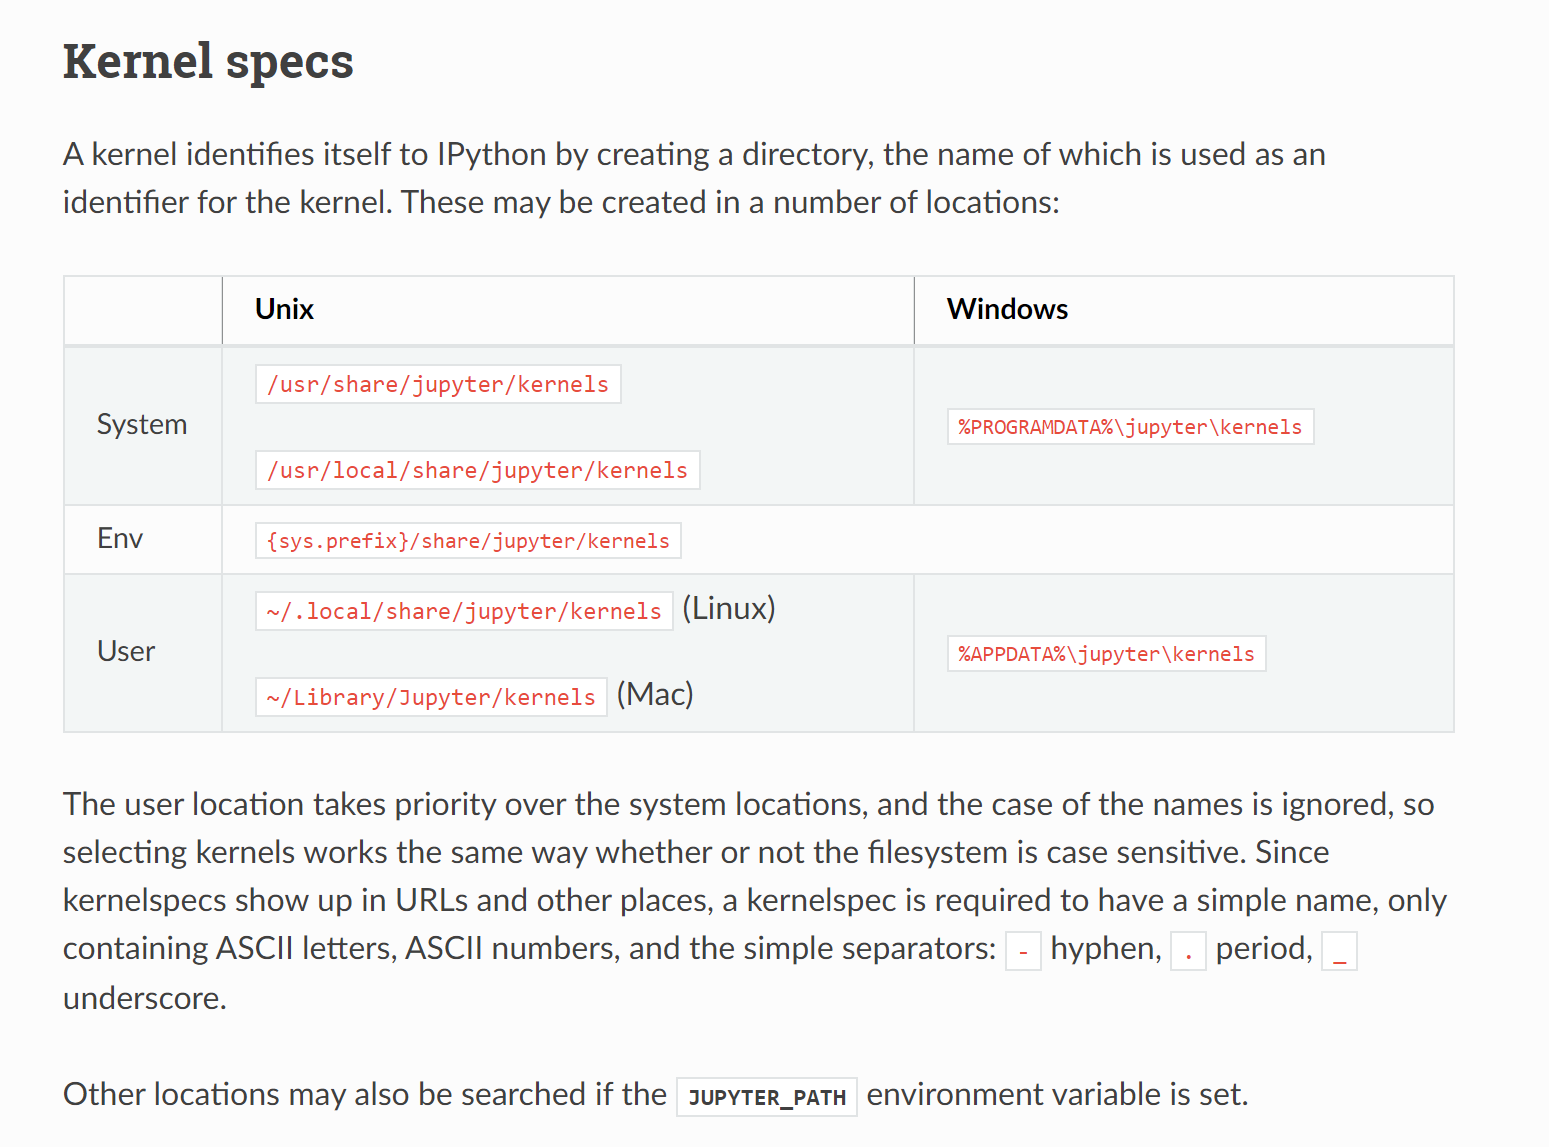 Kernel specs
A kernel identifies itself to IPython by creating a directory, the name of which is used as an
identifier for the kernel. These may be created in a number of locations:
Unix Windows
/usr/share/jupyter/kernels
System %PROGRAMDATA%\jupyter\kernels
/usr/local/share/jupyter/kernels
Env {sys.prefix}/share/jupyter/kernels
~/.local/share/jupyter/kernels (Linux)
User %APPDATA%\jupyter\kernels
~/Library/Jupyter/kernels (Mac)
The user location takes priority over the system locations, and the case of the names is ignored, so
selecting kernels works the same way whether or not the filesystem is case sensitive. Since
kernelspecs show up in URLs and other places, a kernelspec is required to have a simple name, only
containing ASCII letters, ASCII numbers, and the simple separators: - hyphen, . period, _
underscore.
Other locations may also be searched if the JUPYTER_PATH environment variable is set.